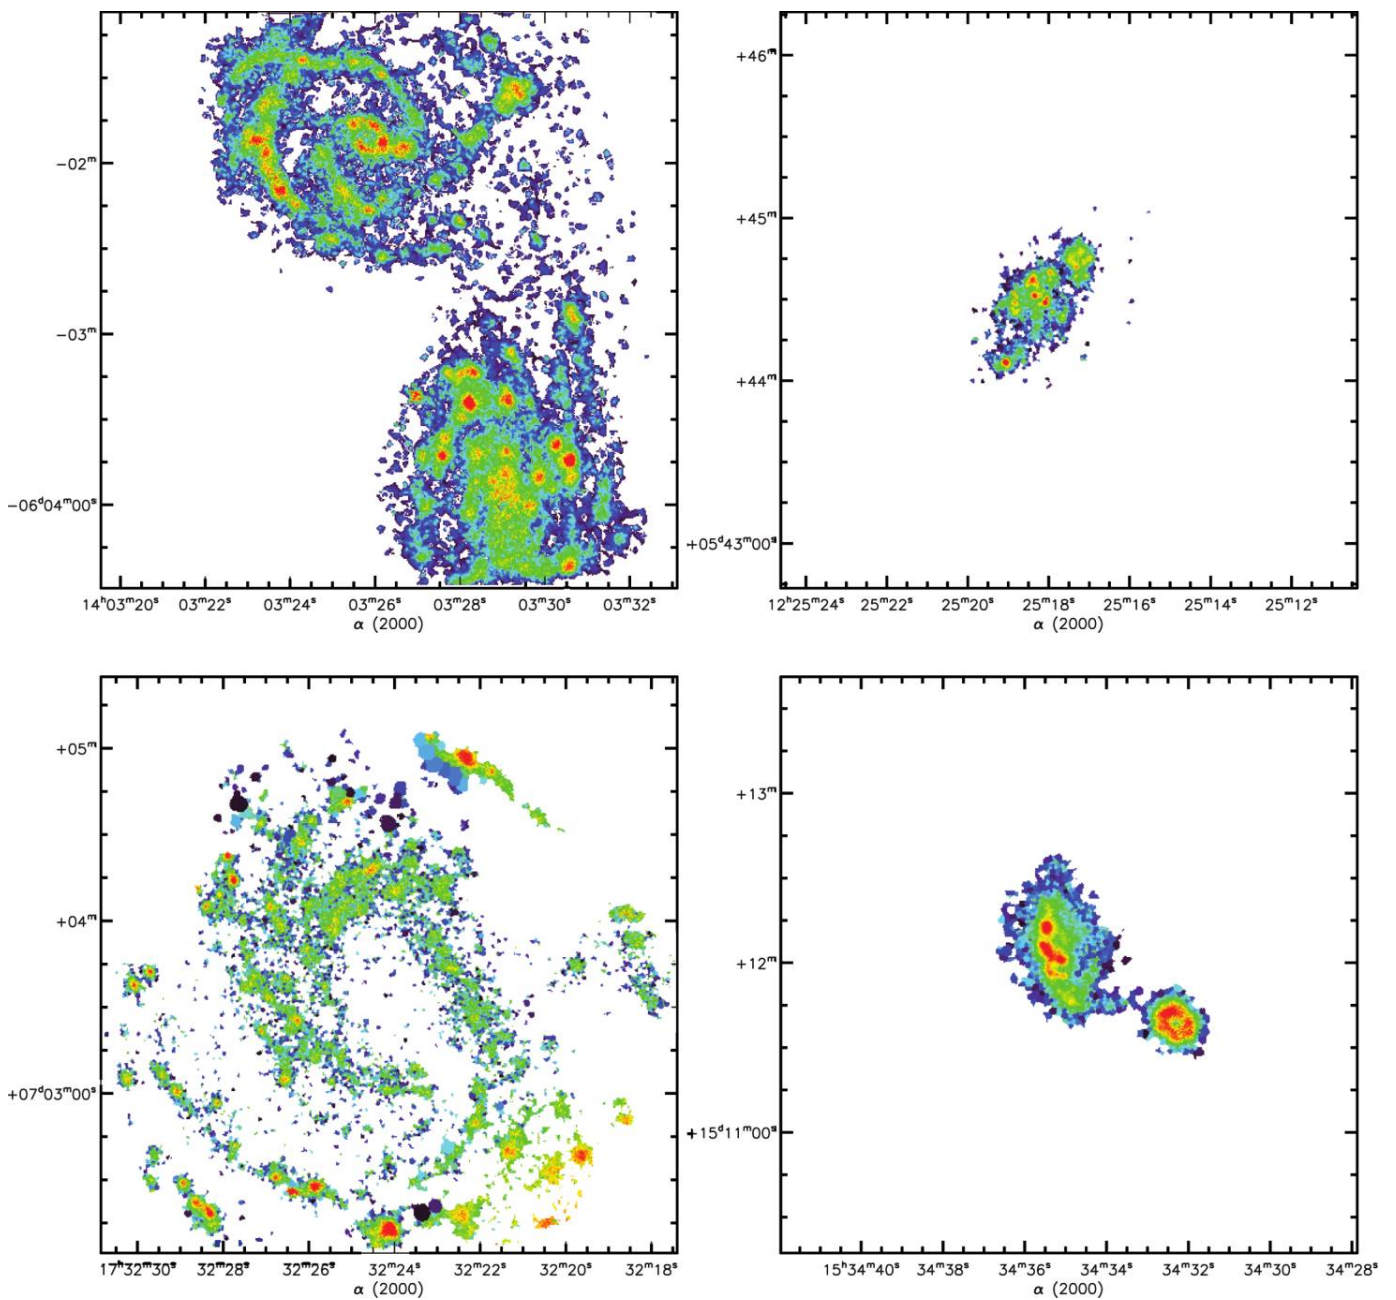 −02ᵐ
−03ᵐ
−06ᵈ04ᵐ00ˢ
14ʰ03ᵐ20ˢ 03ᵐ22ˢ 03ᵐ24ˢ 03ᵐ26ˢ 03ᵐ28ˢ 03ᵐ30ˢ 03ᵐ32ˢ
α (2000)
+46ᵐ
+45ᵐ
+44ᵐ
+05ᵈ43ᵐ00ˢ
12ʰ25ᵐ24ˢ 25ᵐ22ˢ 25ᵐ20ˢ 25ᵐ18ˢ 25ᵐ16ˢ 25ᵐ14ˢ 25ᵐ12ˢ
α (2000)
+05ᵐ
+04ᵐ
+07ᵈ03ᵐ00ˢ
17ʰ32ᵐ30ˢ 32ᵐ28ˢ 32ᵐ26ˢ 32ᵐ24ˢ 32ᵐ22ˢ 32ᵐ20ˢ 32ᵐ18ˢ
α (2000)
+13ᵐ
+12ᵐ
+15ᵈ11ᵐ00ˢ
15ʰ34ᵐ40ˢ 34ᵐ38ˢ 34ᵐ36ˢ 34ᵐ34ˢ 34ᵐ32ˢ 34ᵐ30ˢ 34ᵐ28ˢ
α (2000)